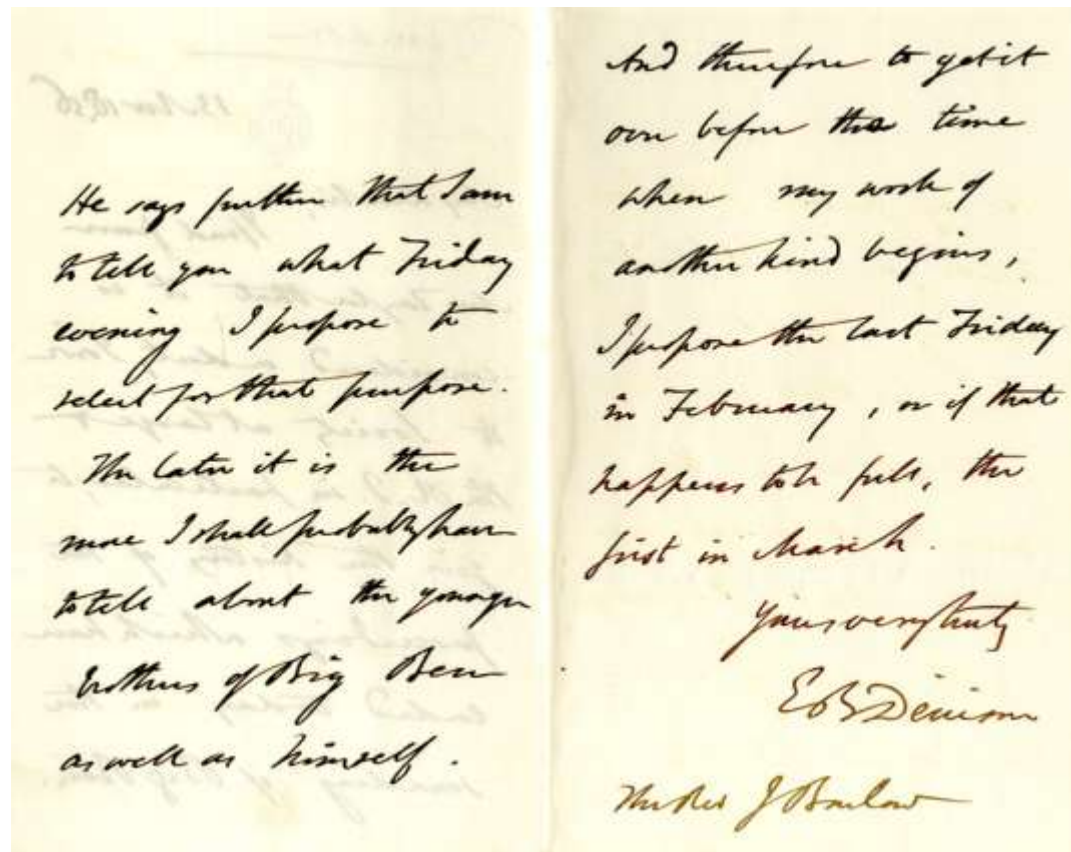 He says further that I am
to tell you what Friday
evening I propose to
select for that purpose.
The later it is the
more I shall probably have
to tell about the younger
brothers of Big Ben
as well as himself.
And therefore to get it
over before the time
when my work of
another kind begins,
I propose the last Friday
in February, or if that
happens to be full, the
first in March.
Yours very truly
E B Denison
The Rev J Barlow